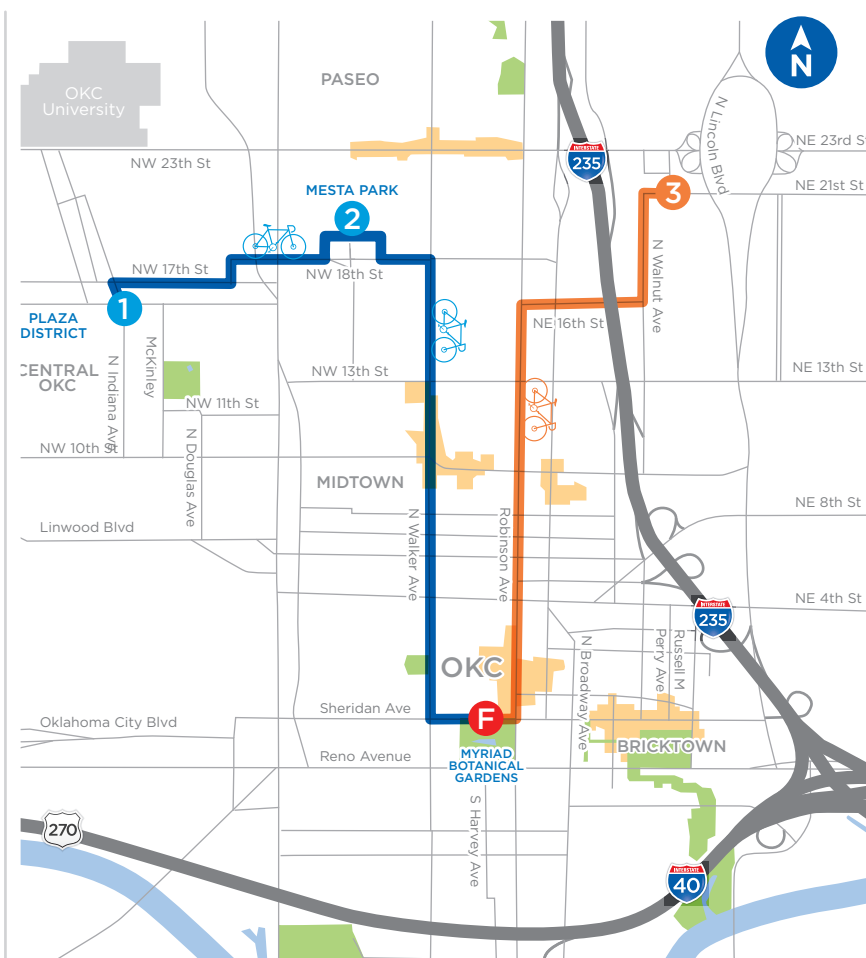 N
OKC
University
PASEO
N Lincoln Blvd
NE 23rd St
INTERSTATE
235
NW 23th St
MESTA PARK
2
3
NE 21st St
NW 17th St
NW 18th St
N Walnut Ave
1
PLAZA
DISTRICT
NE 16th St
CENTRAL
OKC
N Indiana Ave
McKinley
NW 13th St
NE 13th St
NW 11th St
NW 10th St
N Douglas Ave
MIDTOWN
NE 8th St
Linwood Blvd
N Walker Ave
Robinson Ave
NE 4th St
INTERSTATE
235
N Broadway Ave
Perry Ave
Russell M
OKC
Sheridan Ave
F
Oklahoma City Blvd
BRICKTOWN
Reno Avenue
MYRIAD
BOTANICAL
GARDENS
S Harvey Ave
270
INTERSTATE
40